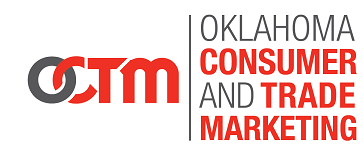 OCTM
OKLAHOMA
CONSUMER
AND TRADE
MARKETING